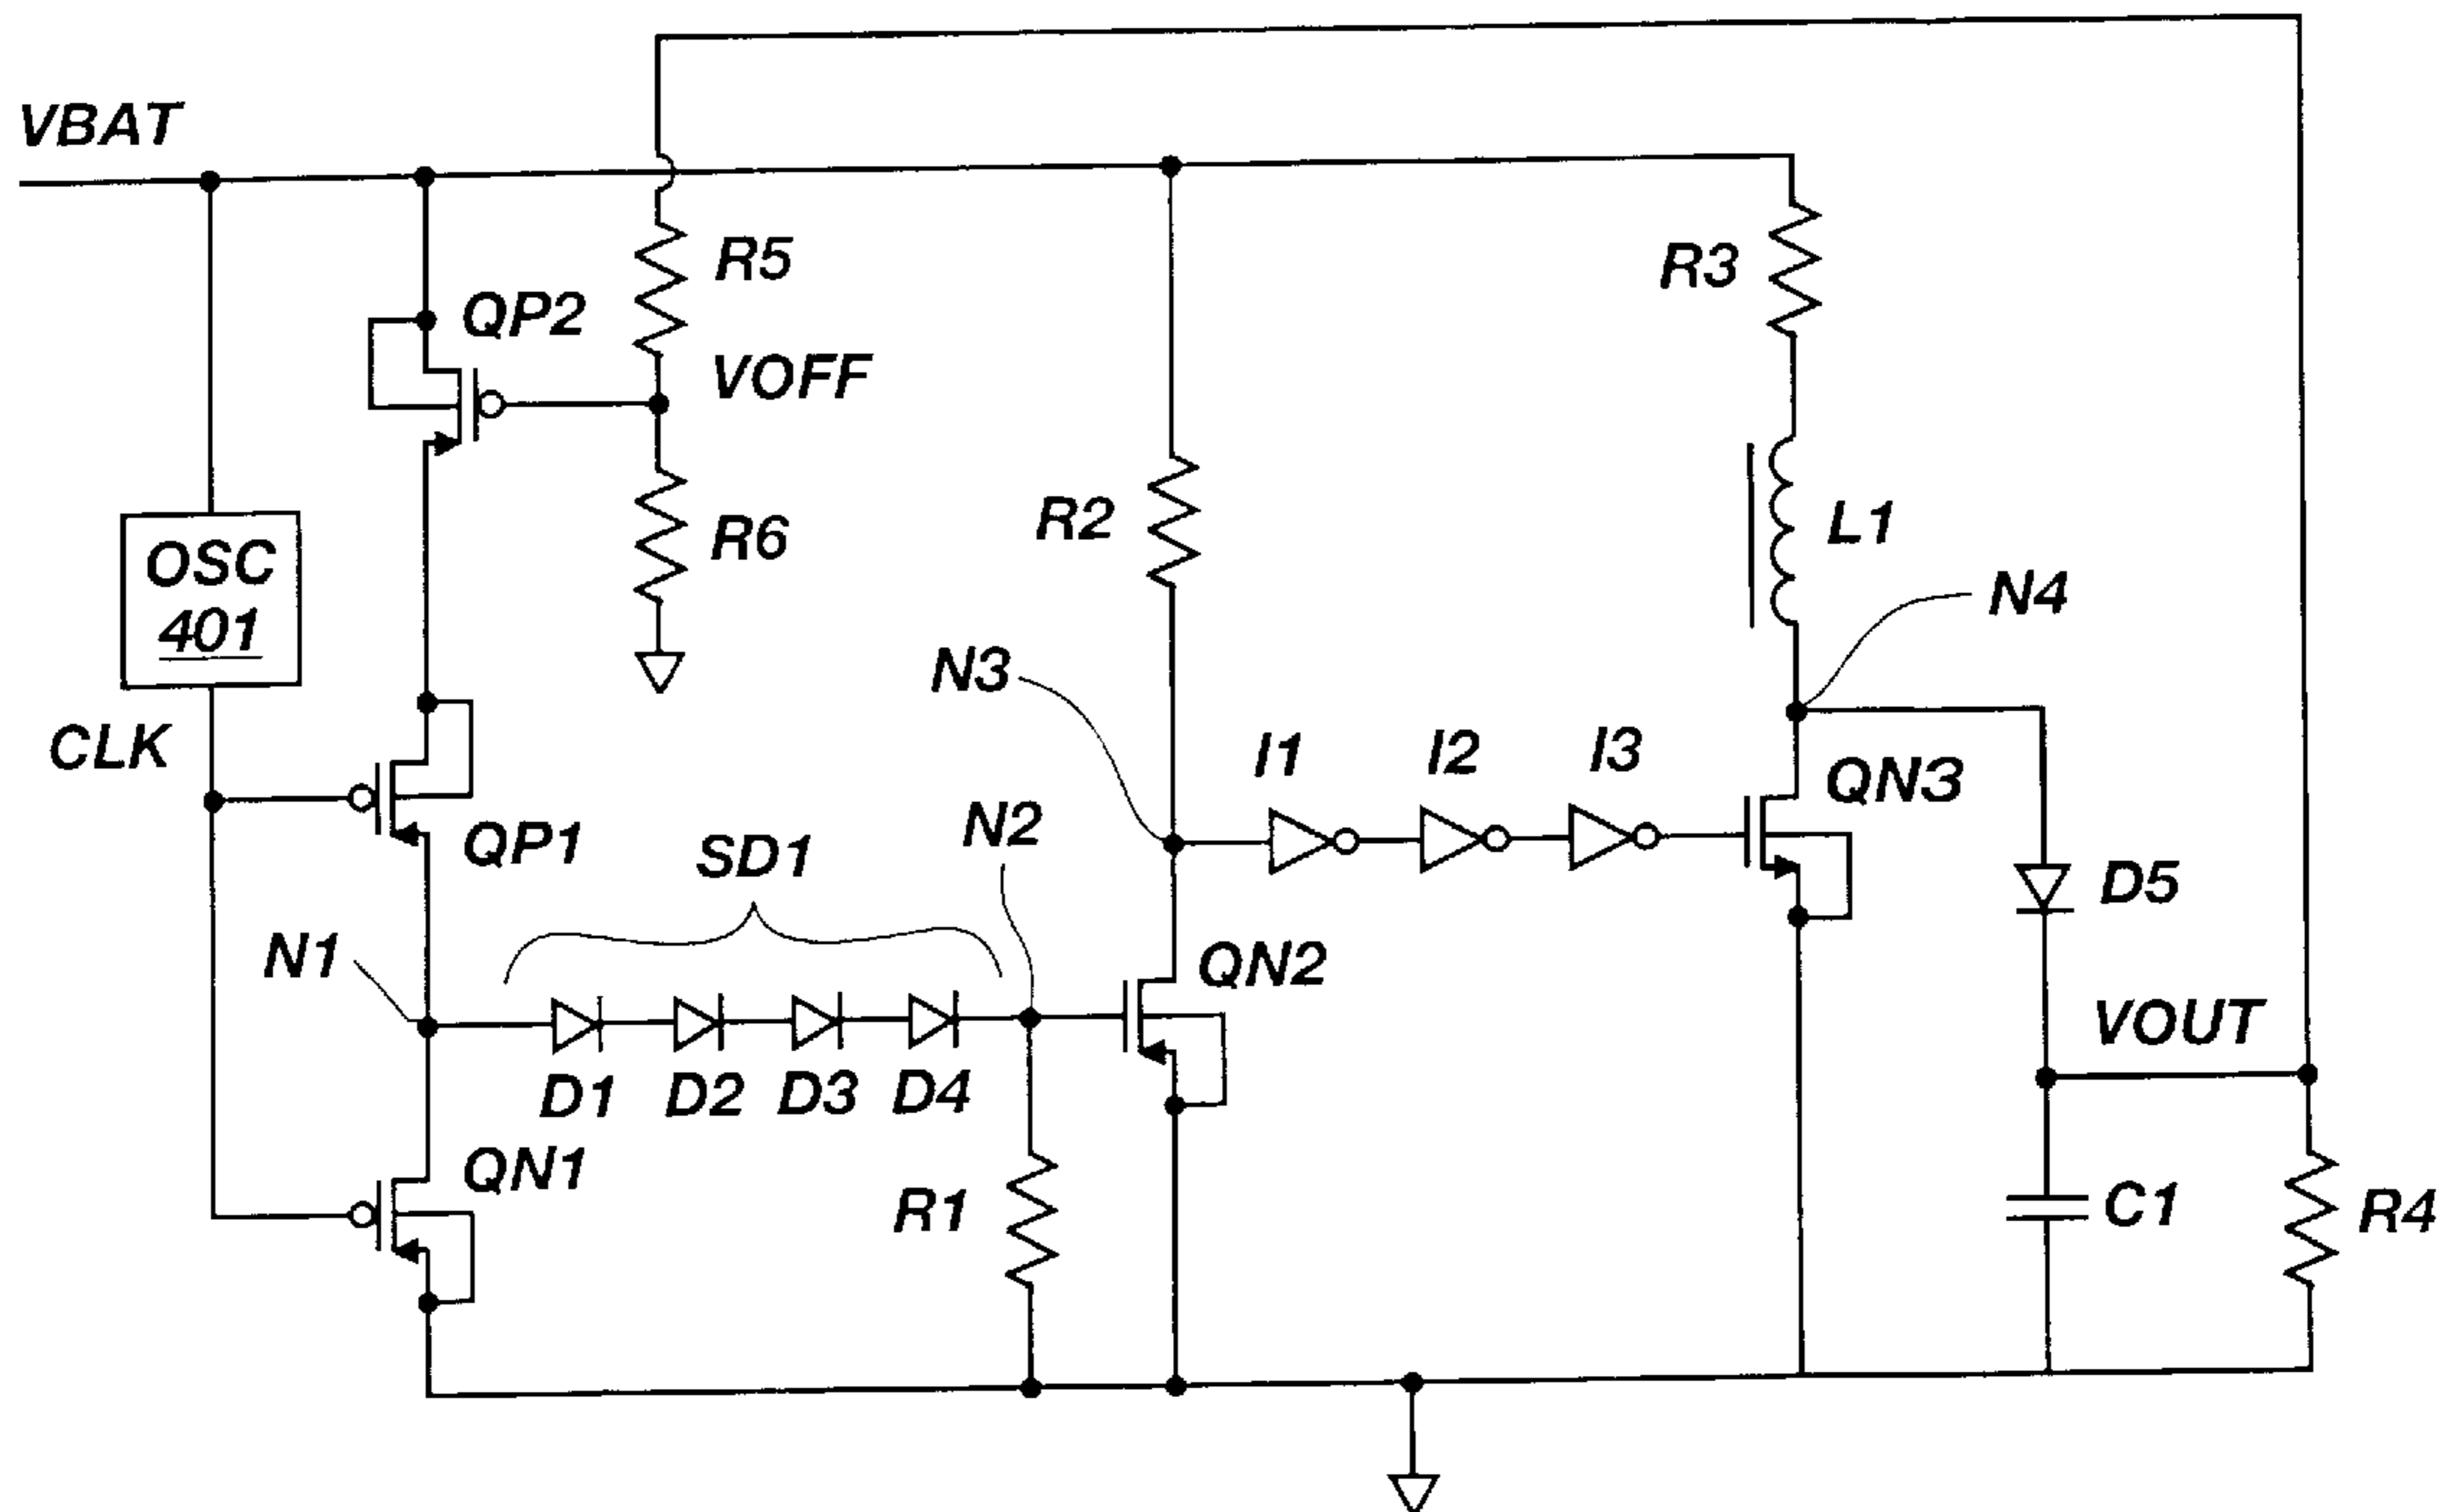 VBAT
R5
R3
QP2
VOFF
R2
R6
L1
OSC
401
N4
N3
CLK
I1
I2
I3
QN3
QP1
SD1
N2
D5
N1
QN2
VOUT
D1
D2
D3
D4
QN1
R1
C1
R4